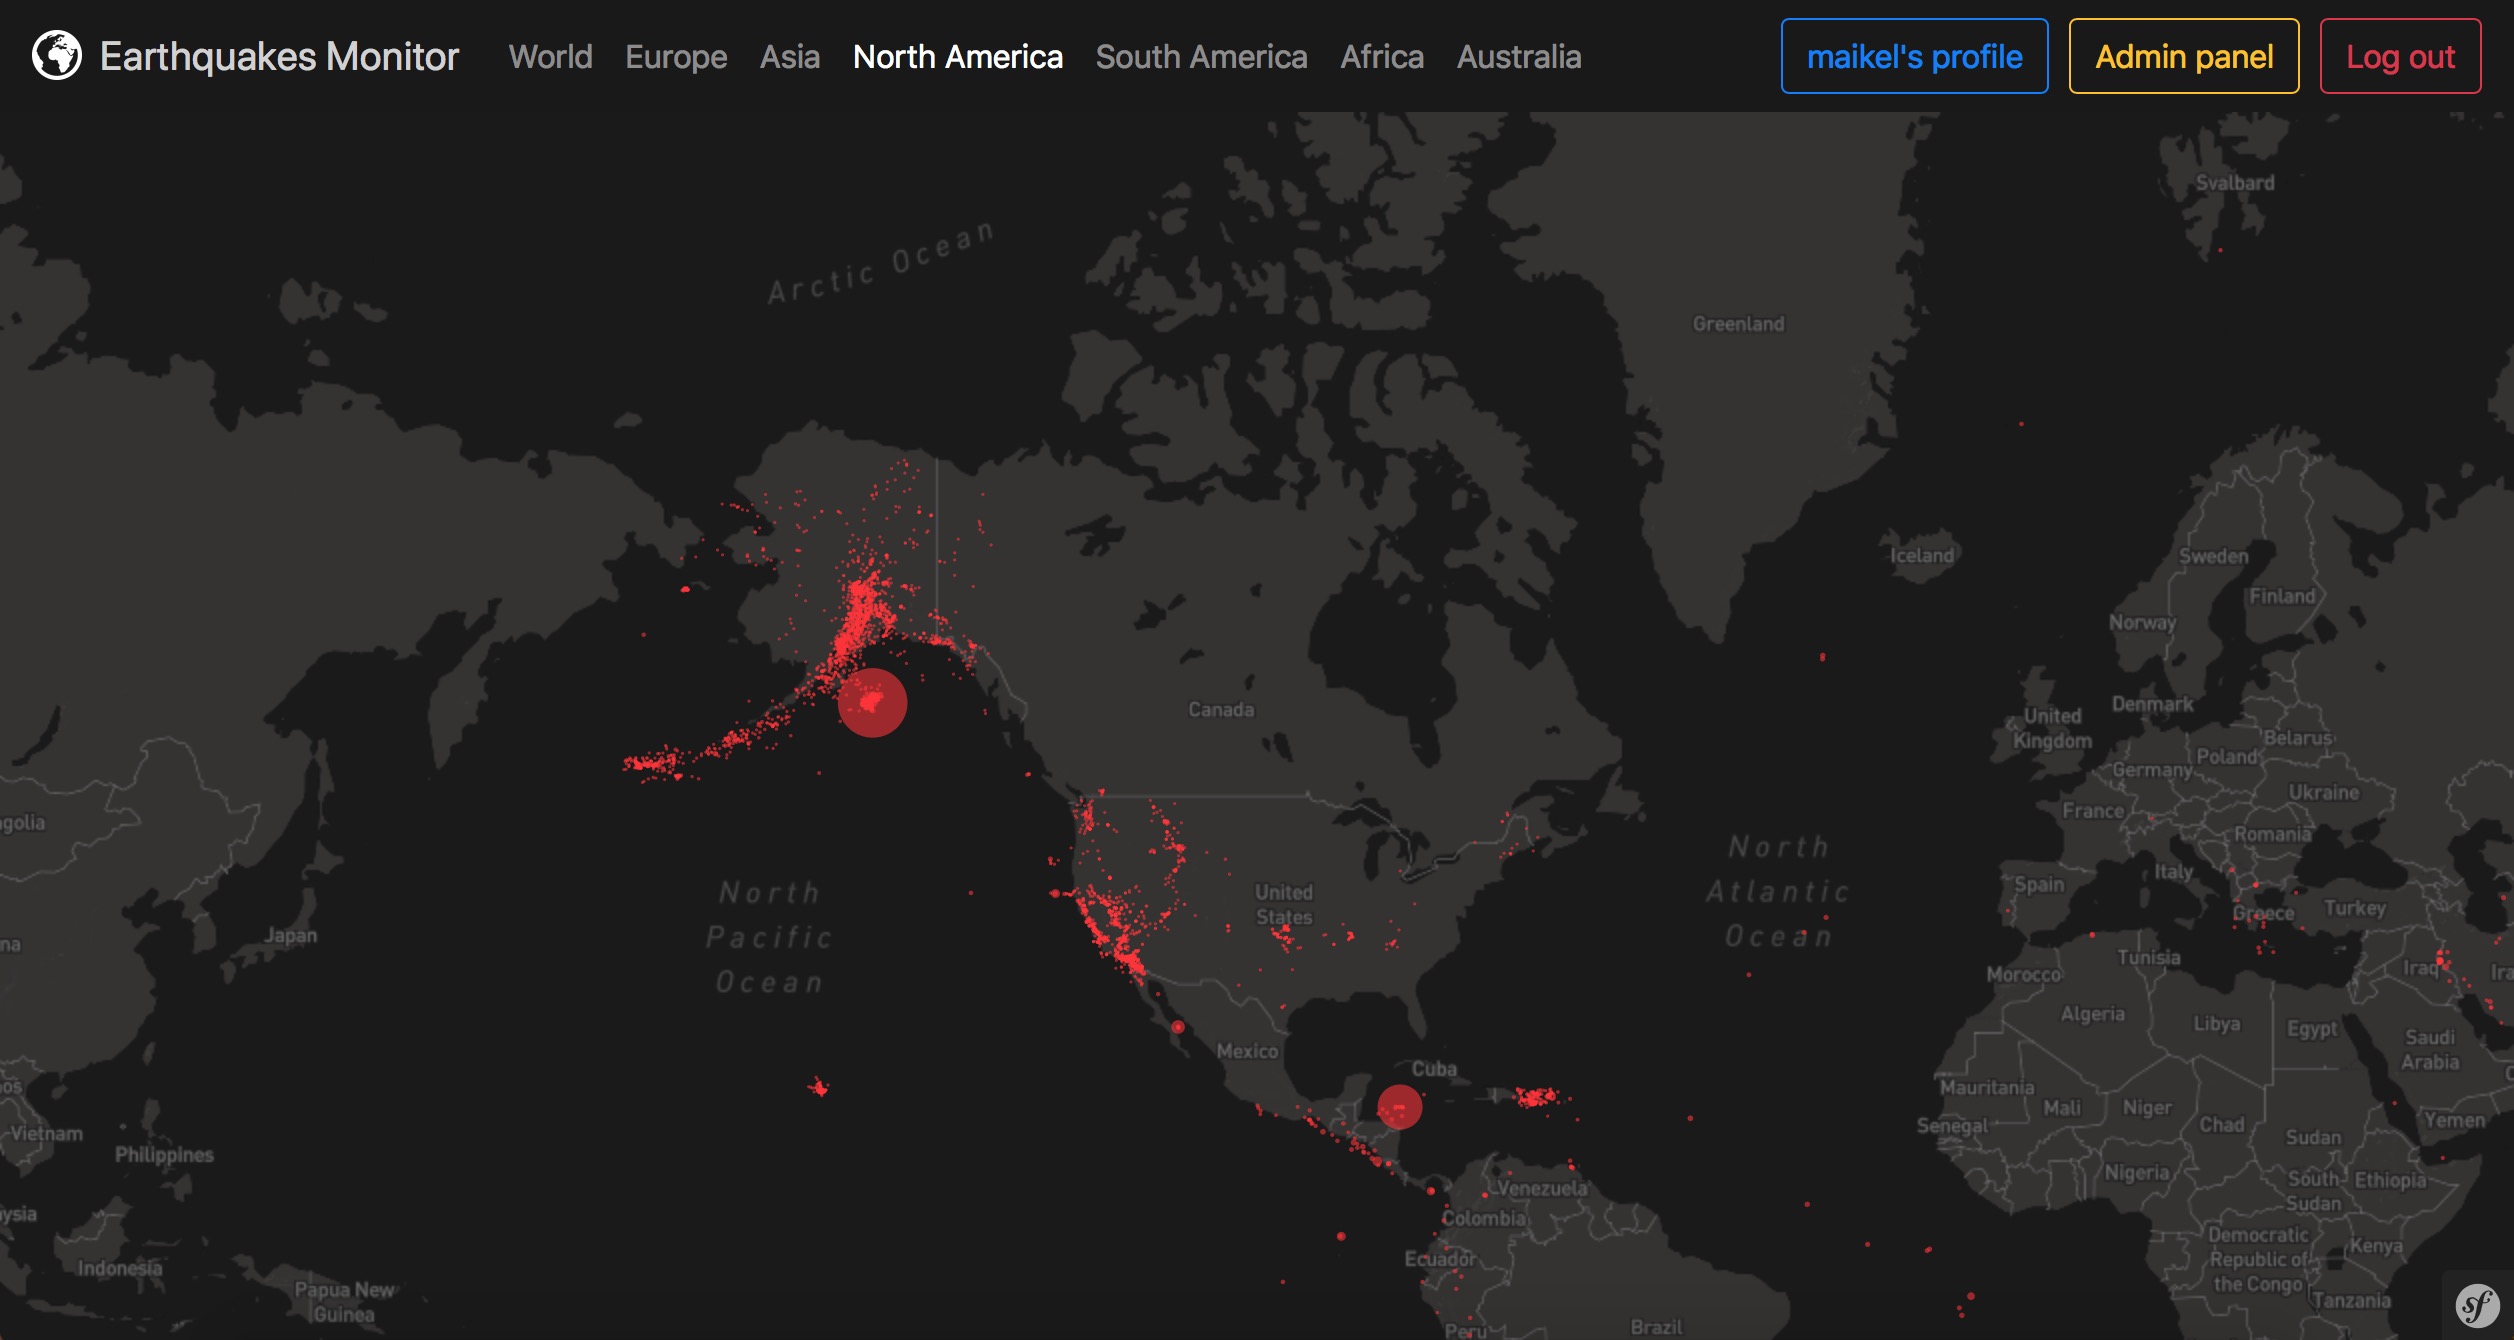 Earthquakes Monitor
World
Europe
Asia
North America
South America
Africa
Australia
maikel's profile
Admin panel
Log out
Svalbard
Arctic Ocean
Greenland
Iceland
Sweden
Finland
Norway
Canada
Denmark
United
Kingdom
Belarus
Poland
Germany
Ukraine
France
golia
Romania
North
Pacific
Ocean
United
States
North
Atlantic
Ocean
Italy
Spain
Greece
Turkey
Japan
na
Tunisia
Morocco
Iraq
Ira
Algeria
Libya
Egypt
Saudi
Arabia
Mexico
Cuba
os
Mauritania
Mali
Niger
Chad
Senegal
Yemen
Vietnam
Philippines
Sudan
Nigeria
South
Sudan
Ethiopia
Venezuela
Colombia
ysia
Democratic
Republic of
the Congo
Kenya
Ecuador
Indonesia
Papua New
Guinea
Tanzania
Peru
Brazil
sf